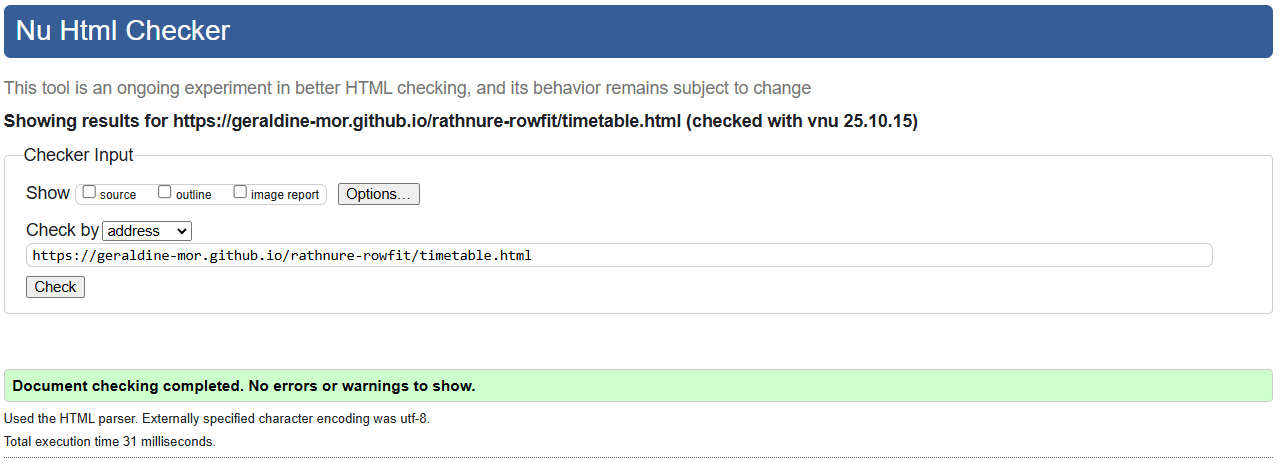 Nu Html Checker
This tool is an ongoing experiment in better HTML checking, and its behavior remains subject to change
Showing results for https://geraldine-mor.github.io/rathnure-rowfit/timetable.html (checked with vnu 25.10.15)
Checker Input
Show source outline image report Options...
Check by address
https://geraldine-mor.github.io/rathnure-rowfit/timetable.html
Check
Document checking completed. No errors or warnings to show.
Used the HTML parser. Externally specified character encoding was utf-8.
Total execution time 31 milliseconds.